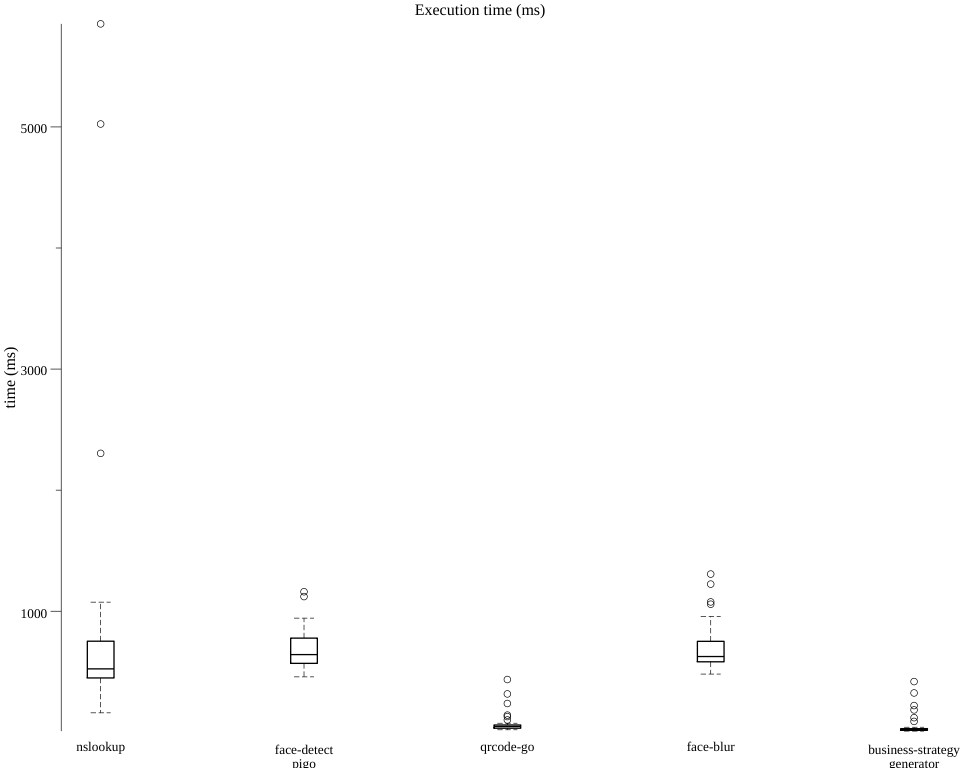 Execution time (ms)
5000
3000
1000
time (ms)
nslookup
face-detect
pigo
qrcode-go
face-blur
business-strategy
generator